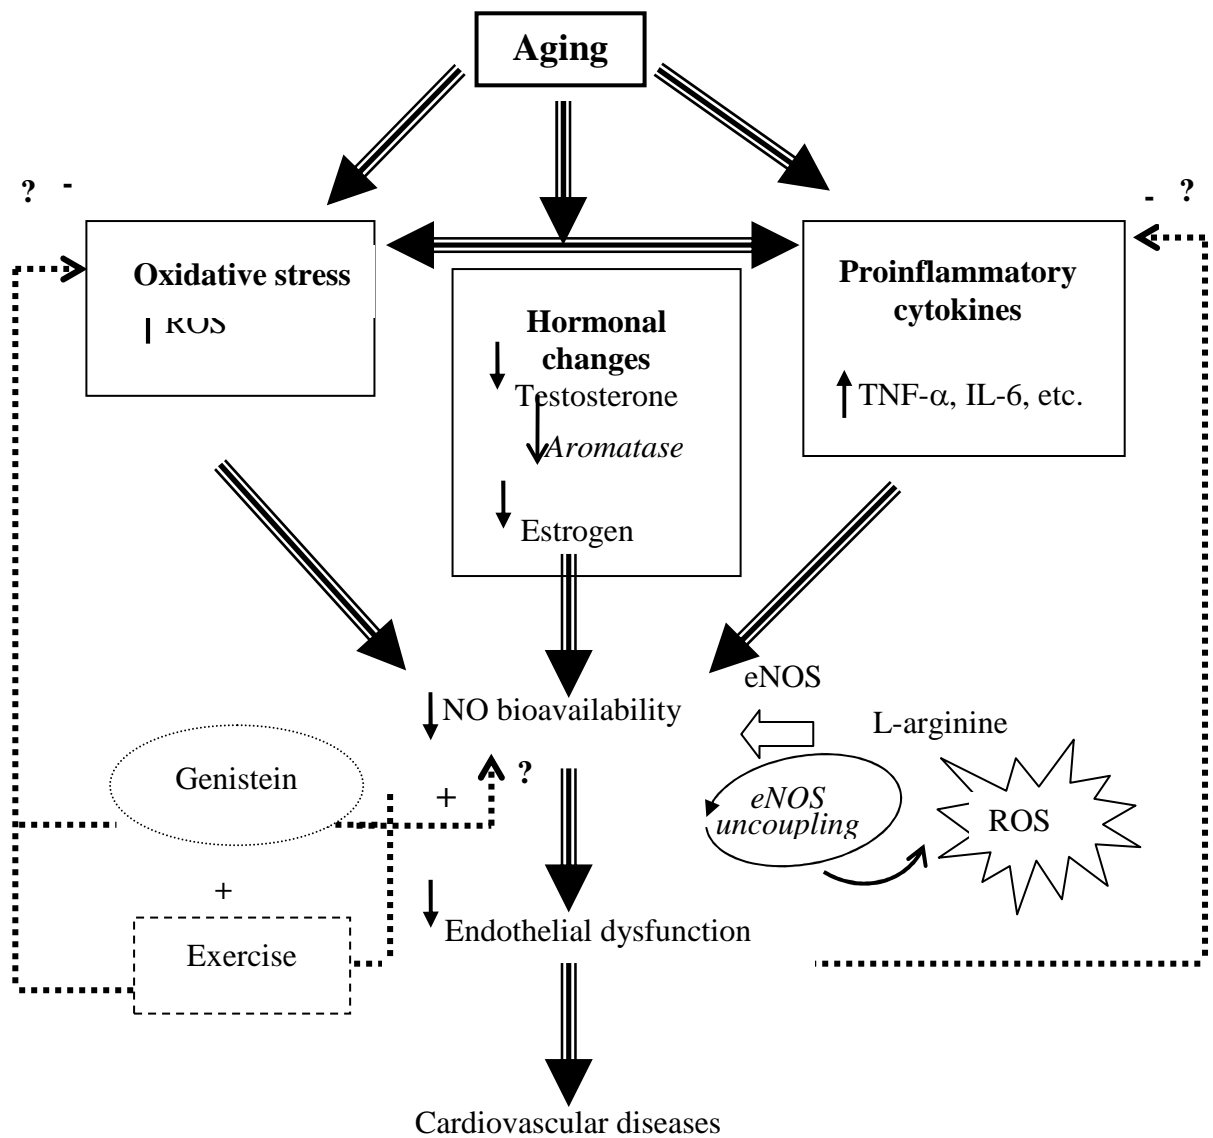 Aging
? -
- ?
Oxidative stress
ROS
Proinflammatory
cytokines
↑ TNF-α, IL-6, etc.
Hormonal
changes
↓ Testosterone
Aromatase
↓ Estrogen
eNOS
↓ NO bioavailability
L-arginine
Genistein
+
?
eNOS
uncoupling
ROS
+
↓ Endothelial dysfunction
Exercise
Cardiovascular diseases